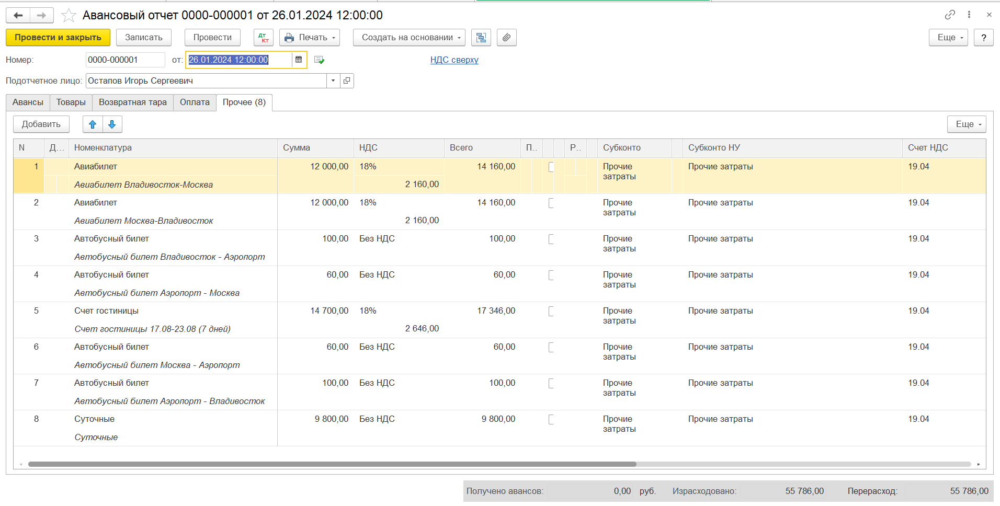 Авансовый отчет 0000-000001 от 26.01.2024 12:00:00
Провести и закрыть Записать Провести Дт Кт Печать Создать на основании Еще ?
Номер: 0000-000001 от: 26.01.2024 12:00:00 НДС сверху
Подотчетное лицо: Остапов Игорь Сергеевич
Авансы Товары Возвратная тара Оплата Прочее (8)
Добавить Еще
N Д... Номенклатура Сумма НДС Всего П.. Р.. Субконто Субконто НУ Счет НДС
1 Авиабилет 12 000,00 18% 14 160,00 Прочие затраты Прочие затраты 19.04
Авиабилет Владивосток-Москва 2 160,00
2 Авиабилет 12 000,00 18% 14 160,00 Прочие затраты Прочие затраты 19.04
Авиабилет Москва-Владивосток 2 160,00
3 Автобусный билет 100,00 Без НДС 100,00 Прочие затраты Прочие затраты 19.04
Автобусный билет Владивосток - Аэропорт
4 Автобусный билет 60,00 Без НДС 60,00 Прочие затраты Прочие затраты 19.04
Автобусный билет Аэропорт - Москва
5 Счет гостиницы 14 700,00 18% 17 346,00 Прочие затраты Прочие затраты 19.04
Счет гостиницы 17.08-23.08 (7 дней) 2 646,00
6 Автобусный билет 60,00 Без НДС 60,00 Прочие затраты Прочие затраты 19.04
Автобусный билет Москва - Аэропорт
7 Автобусный билет 100,00 Без НДС 100,00 Прочие затраты Прочие затраты 19.04
Автобусный билет Аэропорт - Владивосток
8 Суточные 9 800,00 Без НДС 9 800,00 Прочие затраты Прочие затраты 19.04
Суточные
Получено авансов: 0,00 руб. Израсходовано: 55 786,00 Перерасход: 55 786,00